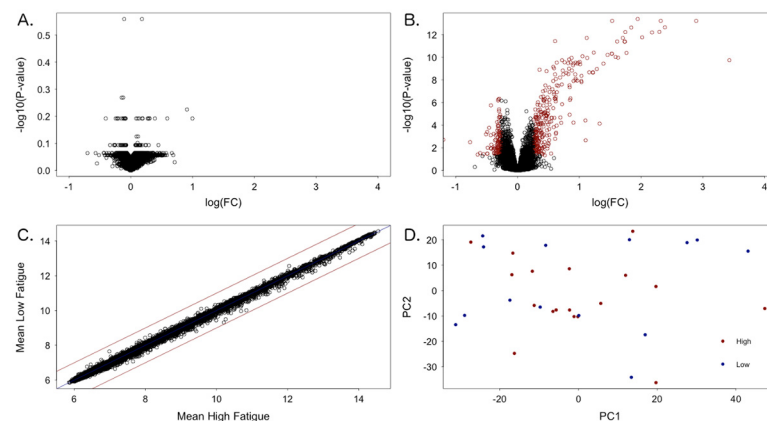 A.
0.5
0.4
0.3
0.2
0.1
0.0
-log10(P-value)
-1 0 1 2 3 4
log(FC)
B.
12
10
8
6
4
2
0
-log10(P-value)
-1 0 1 2 3 4
log(FC)
C.
14
12
10
8
6
Mean Low Fatigue
6 8 10 12 14
Mean High Fatigue
D.
20
10
0
-10
-20
-30
PC2
High
Low
-20 0 20 40
PC1